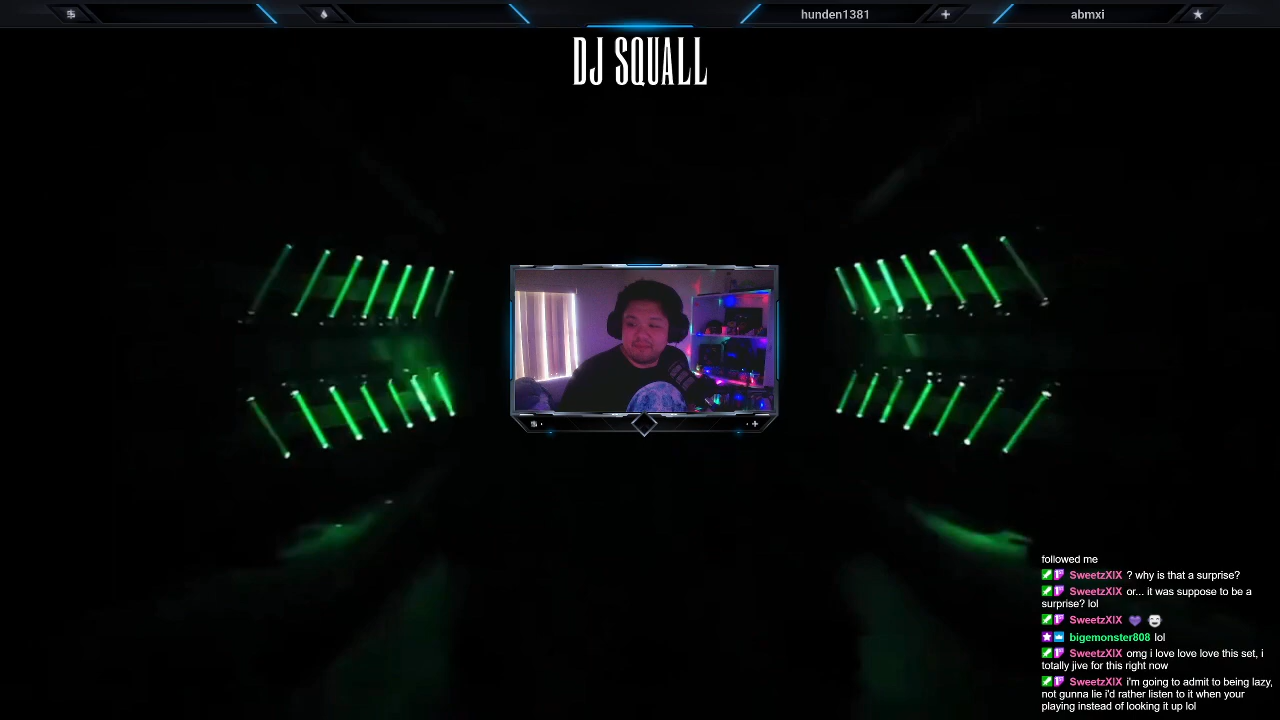 hunden1381
abmxi
DJ SQUALL
followed me
SweetzXIX ? why is that a surprise?
SweetzXIX or... it was suppose to be a
surprise? lol
SweetzXIX
bigemonster808 lol
SweetzXIX omg i love love love this set, i
totally jive for this right now
SweetzXIX i'm going to admit to being lazy,
not gunna lie i'd rather listen to it when your
playing instead of looking it up lol